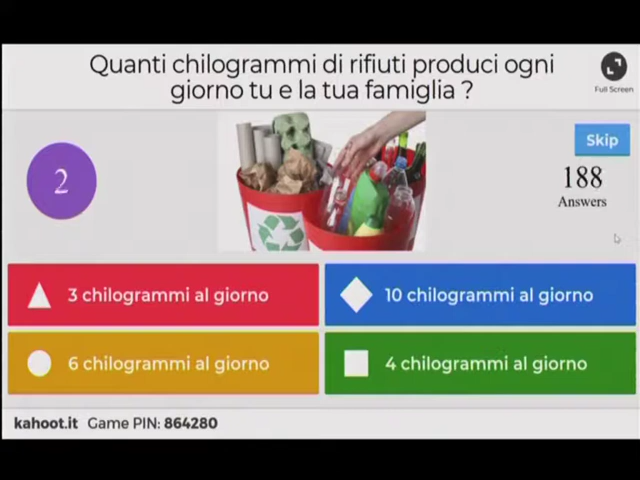 Quanti chilogrammi di rifiuti produci ogni
giorno tu e la tua famiglia ?
Full Screen
Skip
2
188
Answers
3 chilogrammi al giorno
10 chilogrammi al giorno
6 chilogrammi al giorno
4 chilogrammi al giorno
kahoot.it Game PIN: 864280